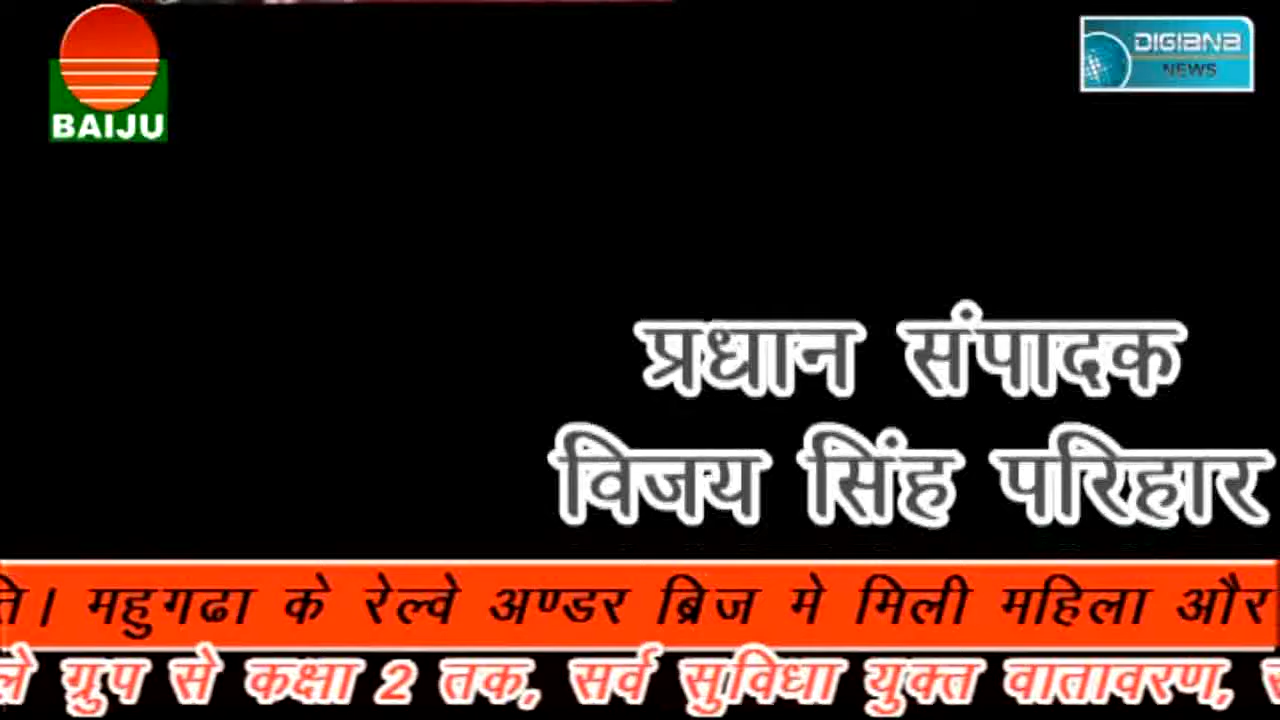 BAIJU
DIGIANA
NEWS
प्रधान संपादक
विजय सिंह परिहार
ति। महुगढा के रेल्वे अण्डर ब्रिज मे मिली महिला और
ले ग्रुप से कक्षा 2 तक, सर्व सुविधा युक्त वातावरण,